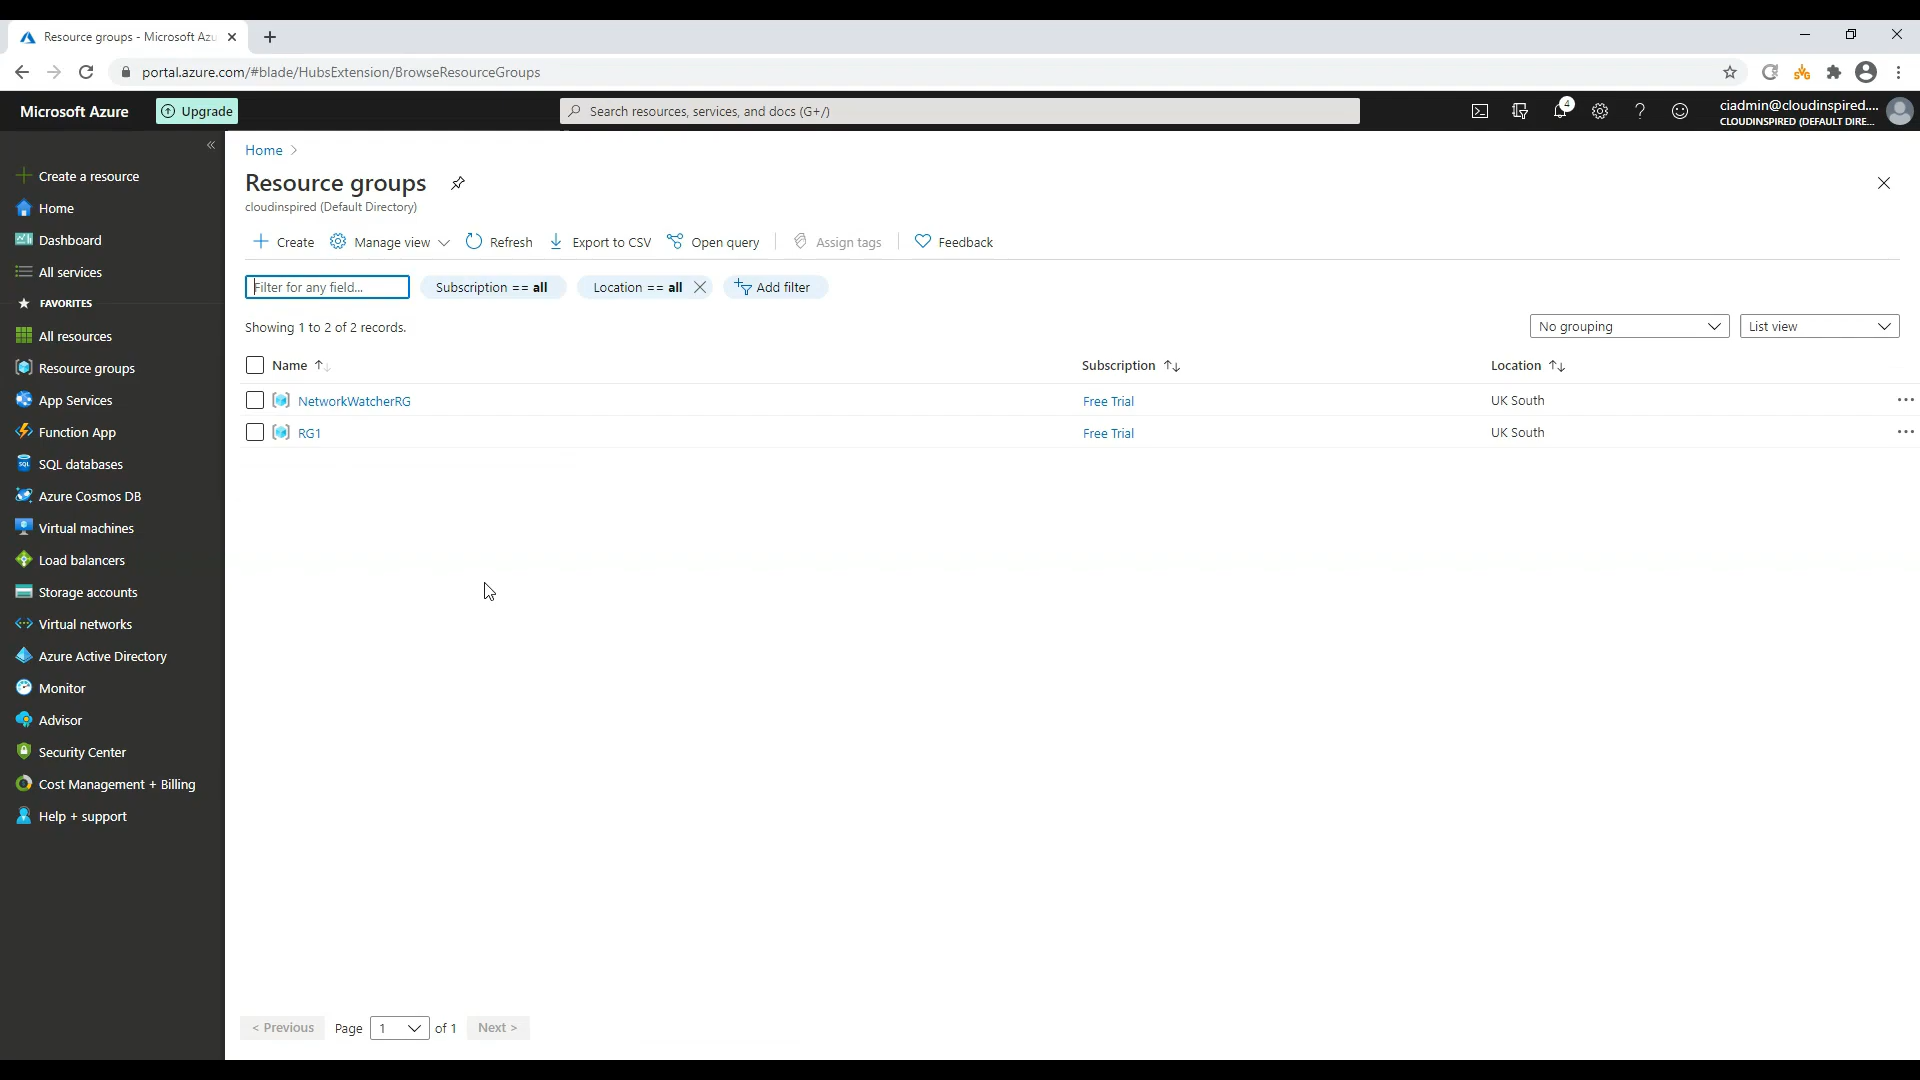 Resource groups - Microsoft Azu
portal.azure.com/#blade/HubsExtension/BrowseResourceGroups
Microsoft Azure
Upgrade
Search resources, services, and docs (G+/)
4
ciadmin@cloudinspired....
CLOUDINSPIRED (DEFAULT DIRE...
Create a resource
Home
Dashboard
All services
FAVORITES
All resources
Resource groups
App Services
Function App
SQL databases
Azure Cosmos DB
Virtual machines
Load balancers
Storage accounts
Virtual networks
Azure Active Directory
Monitor
Advisor
Security Center
Cost Management + Billing
Help + support
Home >
Resource groups
cloudinspired (Default Directory)
Create Manage view Refresh Export to CSV Open query Assign tags Feedback
Filter for any field... Subscription == all Location == all Add filter
Showing 1 to 2 of 2 records.
No grouping List view
Name Subscription Location
NetworkWatcherRG Free Trial UK South
RG1 Free Trial UK South
< Previous Page 1 of 1 Next >